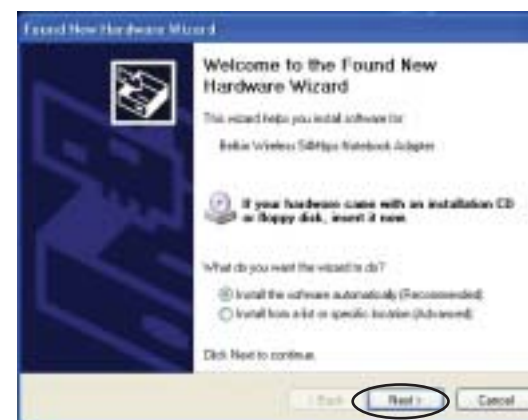 Found New Hardware Wizard
Welcome to the Found New
Hardware Wizard
This wizard helps you install software for:
Belkin Wireless 54Mbps Notebook Adapter
If your hardware came with an installation CD
or floppy disk, insert it now.
What do you want the wizard to do?
Install the software automatically (Recommended)
Install from a list or specific location (Advanced)
Click Next to continue.
< Back
Next >
Cancel